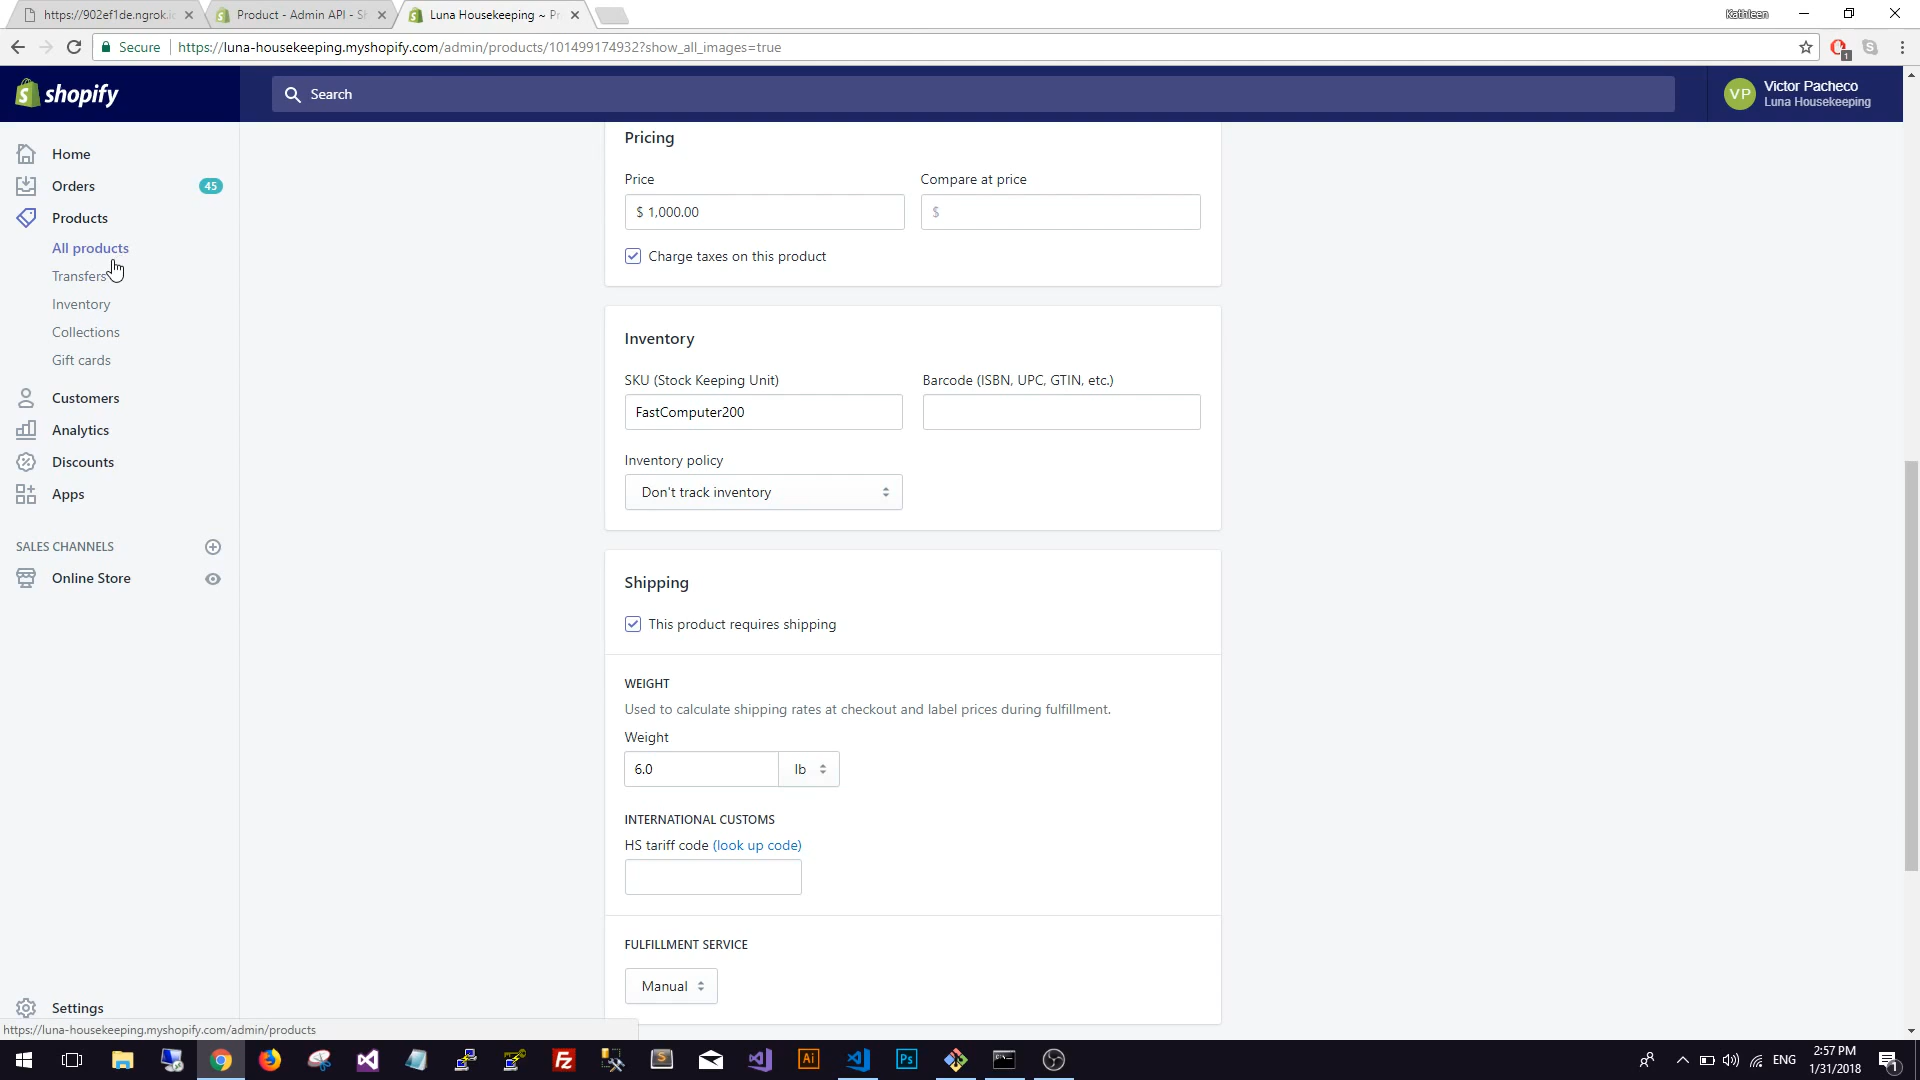 https://902ef1de.ngrok.i
Product - Admin API - S
Luna Housekeeping ~ P
Kathleen
Secure
https://luna-housekeeping.myshopify.com/admin/products/101499174932?show_all_images=true
1
shopify
Search
VP
Victor Pacheco
Luna Housekeeping
Home
Orders
45
Products
All products
Transfers
Inventory
Collections
Gift cards
Customers
Analytics
Discounts
Apps
SALES CHANNELS
Online Store
Settings
https://luna-housekeeping.myshopify.com/admin/products
Pricing
Price
Compare at price
$ 1,000.00
$
Charge taxes on this product
Inventory
SKU (Stock Keeping Unit)
Barcode (ISBN, UPC, GTIN, etc.)
FastComputer200
Inventory policy
Don't track inventory
Shipping
This product requires shipping
WEIGHT
Used to calculate shipping rates at checkout and label prices during fulfillment.
Weight
6.0
lb
INTERNATIONAL CUSTOMS
HS tariff code (look up code)
FULFILLMENT SERVICE
Manual
Fz
S
Ai
Ps
ENG
2:57 PM
1/31/2018
1